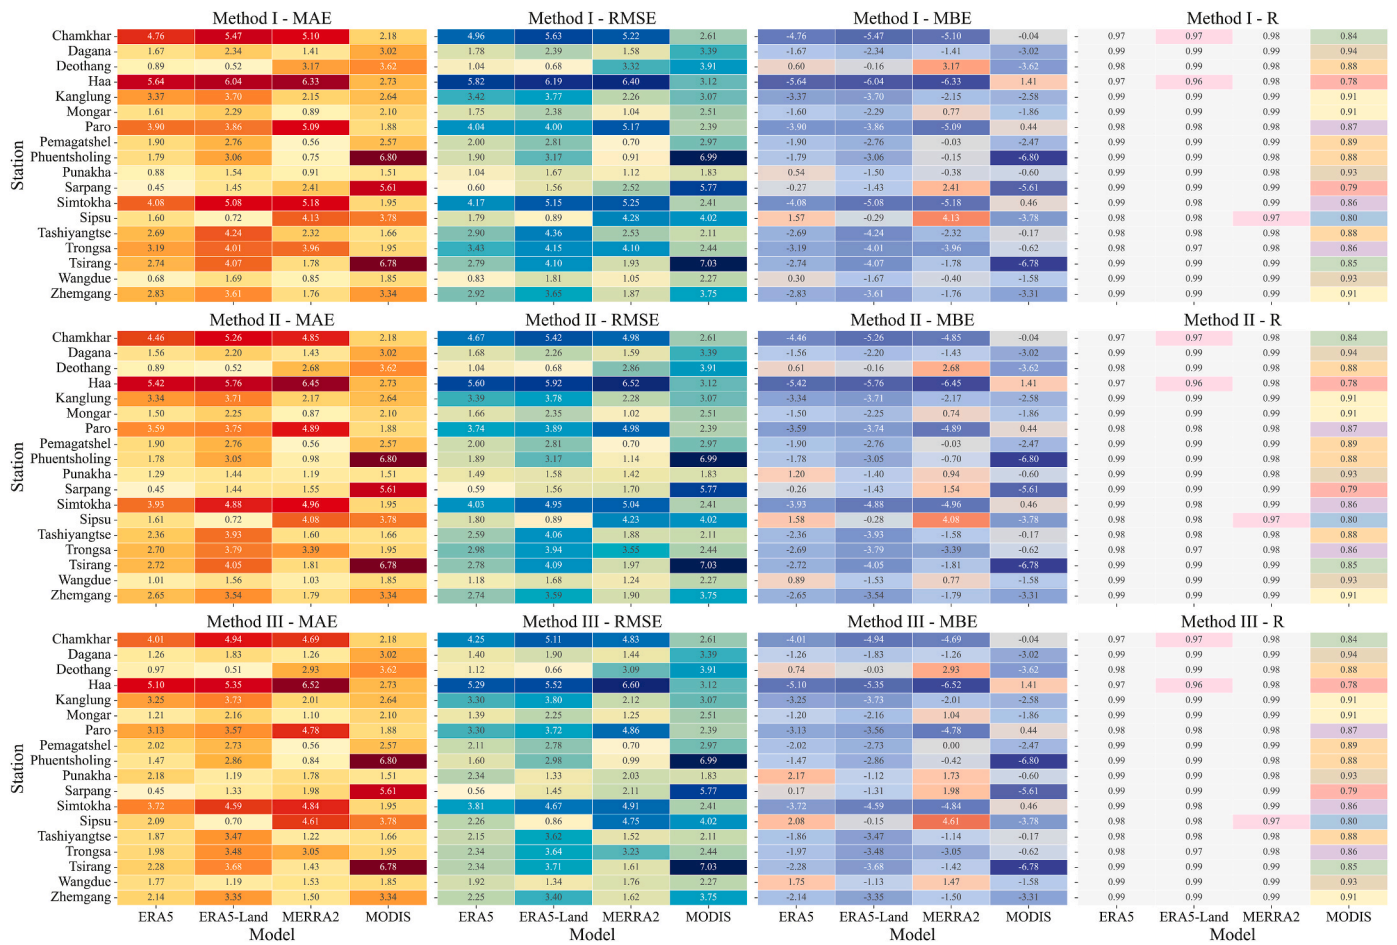 Method I - MAE Method I - RMSE Method I - MBE Method I - R
Chamkhar 4.76 5.47 5.10 2.18 4.96 5.63 5.22 2.61 -4.76 -5.47 -5.10 -0.04 0.97 0.97 0.98 0.84
Dagana 1.67 2.34 1.41 3.02 1.78 2.39 1.58 3.39 -1.67 -2.34 -1.41 -3.02 0.99 0.99 0.99 0.94
Deothang 0.89 0.52 3.17 3.62 1.04 0.68 3.32 3.91 0.60 -0.16 3.17 -3.62 0.98 0.99 0.98 0.88
Haa 5.64 6.04 6.33 2.73 5.82 6.19 6.40 3.12 -5.64 -6.04 -6.33 1.41 0.97 0.96 0.98 0.78
Kanglung 3.37 3.70 2.15 2.64 3.42 3.77 2.26 3.07 -3.37 -3.70 -2.15 -2.58 0.99 0.99 0.99 0.91
Mongar 1.61 2.29 0.89 2.10 1.75 2.38 1.04 2.51 -1.60 -2.29 0.77 -1.86 0.99 0.99 0.99 0.91
Paro 3.90 3.86 5.09 1.88 4.04 4.00 5.17 2.39 -3.90 -3.86 -5.09 0.44 0.98 0.98 0.98 0.87
Pemagatshel 1.90 2.76 0.56 2.57 2.00 2.81 0.70 2.97 -1.90 -2.76 -0.03 -2.47 0.99 0.99 0.99 0.89
Phuentsholing 1.79 3.06 0.75 6.80 1.90 3.17 0.91 6.99 -1.79 -3.06 -0.15 -6.80 0.99 0.98 0.98 0.88
Punakha 0.88 1.54 0.91 1.51 1.04 1.67 1.12 1.83 0.54 -1.50 -0.38 -0.60 0.99 0.99 0.99 0.93
Sarpang 0.45 1.45 2.41 5.61 0.60 1.56 2.52 5.77 -0.27 -1.43 2.41 -5.61 0.99 0.99 0.99 0.79
Simtokha 4.08 5.08 5.18 1.95 4.17 5.15 5.25 2.41 -4.08 -5.08 -5.18 0.46 0.99 0.98 0.99 0.86
Sipsu 1.60 0.72 4.13 3.78 1.79 0.89 4.28 4.02 1.57 -0.29 4.13 -3.78 0.98 0.98 0.97 0.80
Tashiyangtse 2.69 4.24 2.32 1.66 2.90 4.36 2.53 2.11 -2.69 -4.24 -2.32 -0.17 0.98 0.98 0.98 0.88
Trongsa 3.19 4.01 3.96 1.95 3.43 4.15 4.10 2.44 -3.19 -4.01 -3.96 -0.62 0.98 0.97 0.98 0.86
Tsirang 2.74 4.07 1.78 6.78 2.79 4.10 1.93 7.03 -2.74 -4.07 -1.78 -6.78 0.99 0.99 0.99 0.85
Wangdue 0.68 1.69 0.85 1.85 0.83 1.81 1.05 2.27 0.30 -1.67 -0.40 -1.58 0.99 0.99 0.99 0.93
Zhemgang 2.83 3.61 1.76 3.34 2.92 3.65 1.87 3.75 -2.83 -3.61 -1.76 -3.31 0.99 0.99 0.99 0.91
Station
Method II - MAE Method II - RMSE Method II - MBE Method II - R
Chamkhar 4.46 5.26 4.85 2.18 4.67 5.42 4.98 2.61 -4.46 -5.26 -4.85 -0.04 0.97 0.97 0.98 0.84
Dagana 1.56 2.20 1.43 3.02 1.68 2.26 1.59 3.39 -1.56 -2.20 -1.43 -3.02 0.99 0.99 0.99 0.94
Deothang 0.89 0.52 2.68 3.62 1.04 0.68 2.86 3.91 0.61 -0.16 2.68 -3.62 0.98 0.99 0.98 0.88
Haa 5.42 5.76 6.45 2.73 5.60 5.92 6.52 3.12 -5.42 -5.76 -6.45 1.41 0.97 0.96 0.98 0.78
Kanglung 3.34 3.71 2.17 2.64 3.39 3.78 2.28 3.07 -3.34 -3.71 -2.17 -2.58 0.99 0.99 0.99 0.91
Mongar 1.50 2.25 0.87 2.10 1.66 2.35 1.02 2.51 -1.50 -2.25 0.74 -1.86 0.99 0.99 0.99 0.91
Paro 3.59 3.75 4.89 1.88 3.74 3.89 4.98 2.39 -3.59 -3.74 -4.89 0.44 0.98 0.98 0.98 0.87
Pemagatshel 1.90 2.76 0.56 2.57 2.00 2.81 0.70 2.97 -1.90 -2.76 -0.03 -2.47 0.99 0.99 0.99 0.89
Phuentsholing 1.78 3.05 0.98 6.80 1.89 3.17 1.14 6.99 -1.78 -3.05 -0.70 -6.80 0.99 0.98 0.98 0.88
Punakha 1.29 1.44 1.19 1.51 1.49 1.58 1.42 1.83 1.20 -1.40 0.94 -0.60 0.99 0.99 0.99 0.93
Sarpang 0.45 1.44 1.55 5.61 0.59 1.56 1.70 5.77 -0.26 -1.43 1.54 -5.61 0.99 0.99 0.99 0.79
Simtokha 3.93 4.88 4.96 1.95 4.03 4.95 5.04 2.41 -3.93 -4.88 -4.96 0.46 0.99 0.98 0.99 0.86
Sipsu 1.61 0.72 4.08 3.78 1.80 0.89 4.23 4.02 1.58 -0.28 4.08 -3.78 0.98 0.98 0.97 0.80
Tashiyangtse 2.36 3.93 1.60 1.66 2.59 4.06 1.88 2.11 -2.36 -3.93 -1.58 -0.17 0.98 0.98 0.98 0.88
Trongsa 2.70 3.79 3.39 1.95 2.98 3.94 3.55 2.44 -2.69 -3.79 -3.39 -0.62 0.98 0.97 0.98 0.86
Tsirang 2.72 4.05 1.81 6.78 2.78 4.09 1.97 7.03 -2.72 -4.05 -1.81 -6.78 0.99 0.99 0.99 0.85
Wangdue 1.01 1.56 1.03 1.85 1.18 1.68 1.24 2.27 0.89 -1.53 0.77 -1.58 0.99 0.99 0.99 0.93
Zhemgang 2.65 3.54 1.79 3.34 2.74 3.59 1.90 3.75 -2.65 -3.54 -1.79 -3.31 0.99 0.99 0.99 0.91
Station
Method III - MAE Method III - RMSE Method III - MBE Method III - R
Chamkhar 4.01 4.94 4.69 2.18 4.25 5.11 4.83 2.61 -4.01 -4.94 -4.69 -0.04 0.97 0.97 0.98 0.84
Dagana 1.26 1.83 1.26 3.02 1.40 1.90 1.44 3.39 -1.26 -1.83 -1.26 -3.02 0.99 0.99 0.99 0.94
Deothang 0.97 0.51 2.93 3.62 1.12 0.66 3.09 3.91 0.74 -0.03 2.93 -3.62 0.98 0.99 0.98 0.88
Haa 5.10 5.35 6.52 2.73 5.29 5.52 6.60 3.12 -5.10 -5.35 -6.52 1.41 0.97 0.96 0.98 0.78
Kanglung 3.25 3.73 2.01 2.64 3.30 3.80 2.12 3.07 -3.25 -3.73 -2.01 -2.58 0.99 0.99 0.99 0.91
Mongar 1.21 2.16 1.10 2.10 1.39 2.25 1.25 2.51 -1.20 -2.16 1.04 -1.86 0.99 0.99 0.99 0.91
Paro 3.13 3.57 4.78 1.88 3.30 3.72 4.86 2.39 -3.13 -3.56 -4.78 0.44 0.98 0.98 0.98 0.87
Pemagatshel 2.02 2.73 0.56 2.57 2.11 2.78 0.70 2.97 -2.02 -2.73 0.00 -2.47 0.99 0.99 0.99 0.89
Phuentsholing 1.47 2.86 0.84 6.80 1.60 2.98 0.99 6.99 -1.47 -2.86 -0.42 -6.80 0.99 0.98 0.98 0.88
Punakha 2.18 1.19 1.78 1.51 2.34 1.33 2.03 1.83 2.17 -1.12 1.73 -0.60 0.99 0.99 0.99 0.93
Sarpang 0.45 1.33 1.98 5.61 0.56 1.45 2.11 5.77 0.17 -1.31 1.98 -5.61 0.99 0.99 0.99 0.79
Simtokha 3.72 4.59 4.84 1.95 3.81 4.67 4.91 2.41 -3.72 -4.59 -4.84 0.46 0.99 0.98 0.99 0.86
Sipsu 2.09 0.70 4.61 3.78 2.26 0.86 4.75 4.02 2.08 -0.15 4.61 -3.78 0.98 0.98 0.97 0.80
Tashiyangtse 1.87 3.47 1.22 1.66 2.15 3.62 1.52 2.11 -1.86 -3.47 -1.14 -0.17 0.98 0.98 0.98 0.88
Trongsa 1.98 3.48 3.05 1.95 2.34 3.64 3.23 2.44 -1.97 -3.48 -3.05 -0.62 0.98 0.97 0.98 0.86
Tsirang 2.28 3.68 1.43 6.78 2.34 3.71 1.61 7.03 -2.28 -3.68 -1.42 -6.78 0.99 0.99 0.99 0.85
Wangdue 1.77 1.19 1.53 1.85 1.92 1.34 1.76 2.27 1.75 -1.13 1.47 -1.58 0.99 0.99 0.99 0.93
Zhemgang 2.14 3.35 1.50 3.34 2.25 3.40 1.62 3.75 -2.14 -3.35 -1.50 -3.31 0.99 0.99 0.99 0.91
Station
ERA5 ERA5-Land MERRA2 MODIS ERA5 ERA5-Land MERRA2 MODIS ERA5 ERA5-Land MERRA2 MODIS ERA5 ERA5-Land MERRA2 MODIS
Model Model Model Model